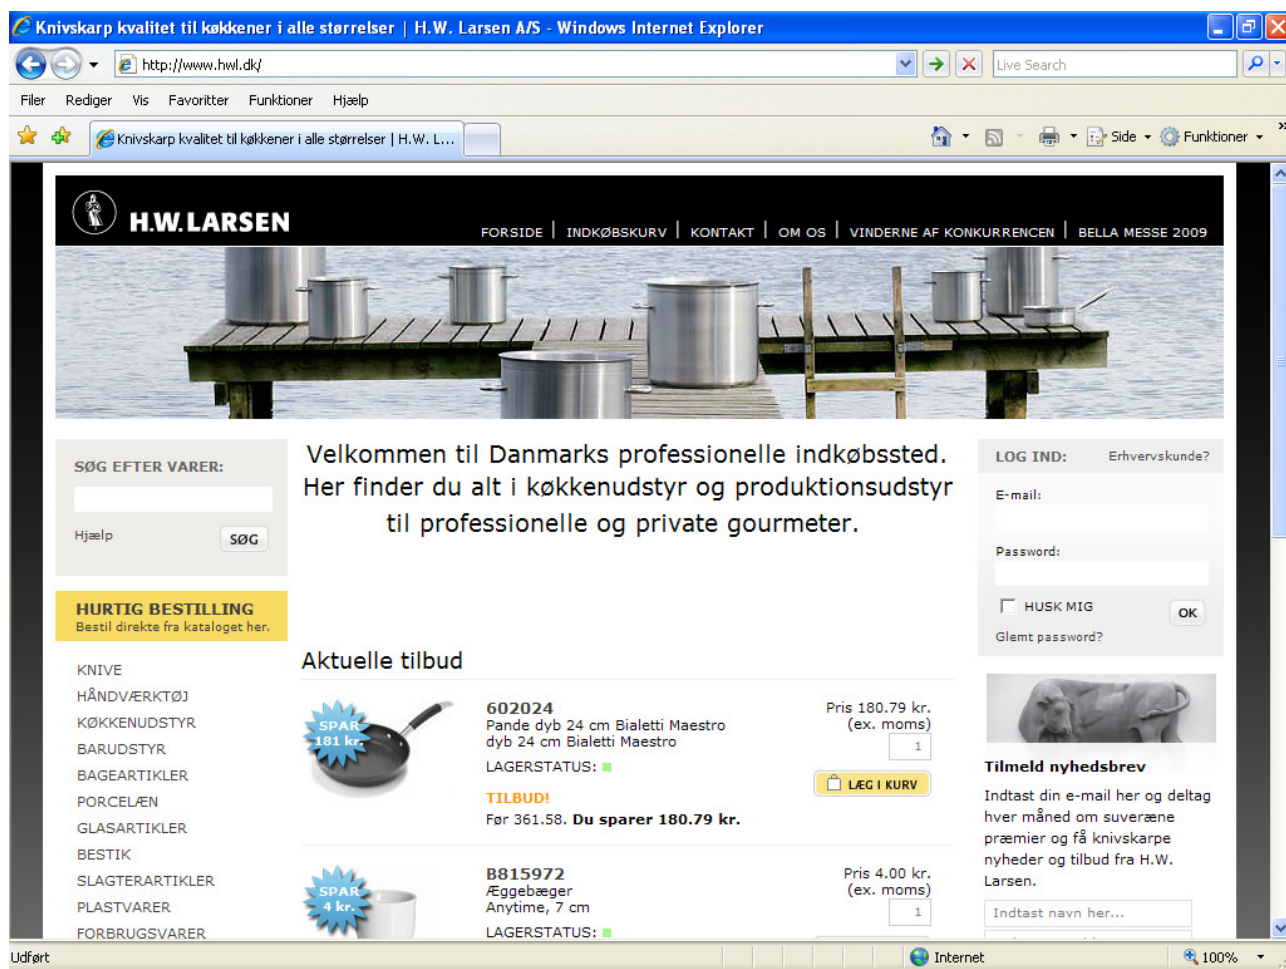 Knivskarp kvalitet til køkkener i alle størrelser | H.W. Larsen A/S - Windows Internet Explorer
http://www.hwl.dk/
Live Search
Filer Rediger Vis Favoritter Funktioner Hjælp
Knivskarp kvalitet til køkkener i alle størrelser | H.W. L...
Side Funktioner
H.W. LARSEN
FORSIDE | INDKØBSKURV | KONTAKT | OM OS | VINDERNE AF KONKURRENCEN | BELLA MESSE 2009
SØG EFTER VARER:
Hjælp
SØG
HURTIG BESTILLING
Bestil direkte fra kataloget her.
KNIVE
HÅNDVÆRKTØJ
KØKKENUDSTYR
BARUDSTYR
BAGEARTIKLER
PORCELÆN
GLASARTIKLER
BESTIK
SLAGTERARTIKLER
PLASTVARER
FORBRUGSVARER
Velkommen til Danmarks professionelle indkøbssted.
Her finder du alt i køkkenudstyr og produktionsudstyr
til professionelle og private gourmeter.
Aktuelle tilbud
SPAR
181 kr.
602024
Pande dyb 24 cm Bialetti Maestro
dyb 24 cm Bialetti Maestro
LAGERSTATUS:
TILBUD!
Før 361.58. Du sparer 180.79 kr.
Pris 180.79 kr.
(ex. moms)
1
LÆG I KURV
SPAR
4 kr.
B815972
Æggebæger
Anytime, 7 cm
LAGERSTATUS:
Pris 4.00 kr.
(ex. moms)
1
LOG IND: Erhvervskunde?
E-mail:
Password:
HUSK MIG
OK
Glemt password?
Tilmeld nyhedsbrev
Indtast din e-mail her og deltag
hver måned om suveræne
præmier og få knivskarpe
nyheder og tilbud fra H.W.
Larsen.
Indtast navn her...
Udført
Internet
100%